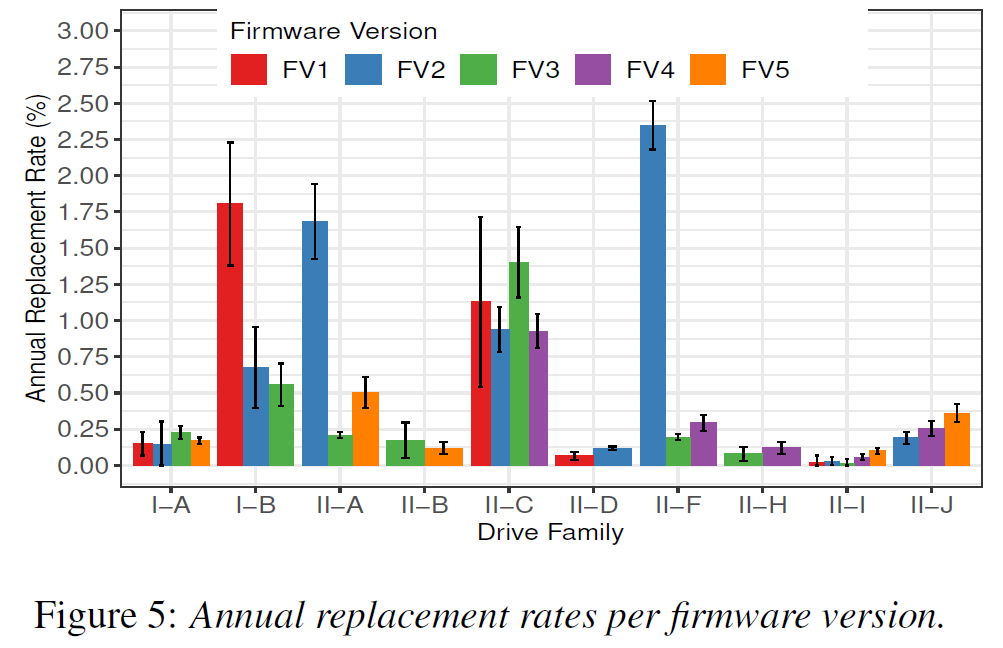 Firmware Version
FV1 FV2 FV3 FV4 FV5
Annual Replacement Rate (%)
3.00
2.75
2.50
2.25
2.00
1.75
1.50
1.25
1.00
0.75
0.50
0.25
0.00
I–A I–B II–A II–B II–C II–D II–F II–H II–I II–J
Drive Family
Figure 5: Annual replacement rates per firmware version.